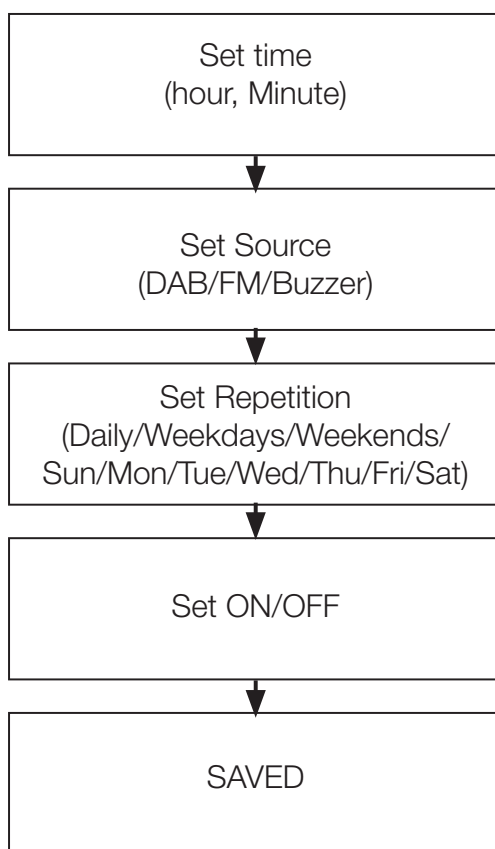 Set time
(hour, Minute)
Set Source
(DAB/FM/Buzzer)
Set Repetition
(Daily/Weekdays/Weekends/
Sun/Mon/Tue/Wed/Thu/Fri/Sat)
Set ON/OFF
SAVED